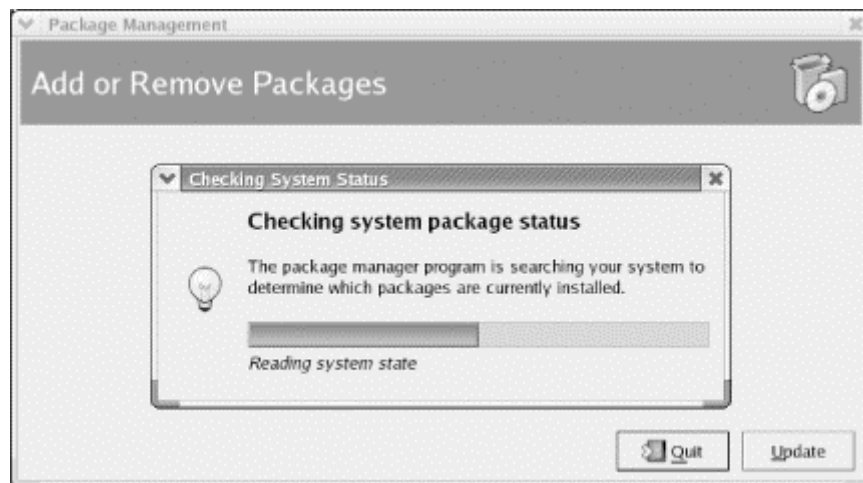 Package Management
Add or Remove Packages
Checking System Status
Checking system package status
The package manager program is searching your system to
determine which packages are currently installed.
Reading system state
Quit
Update